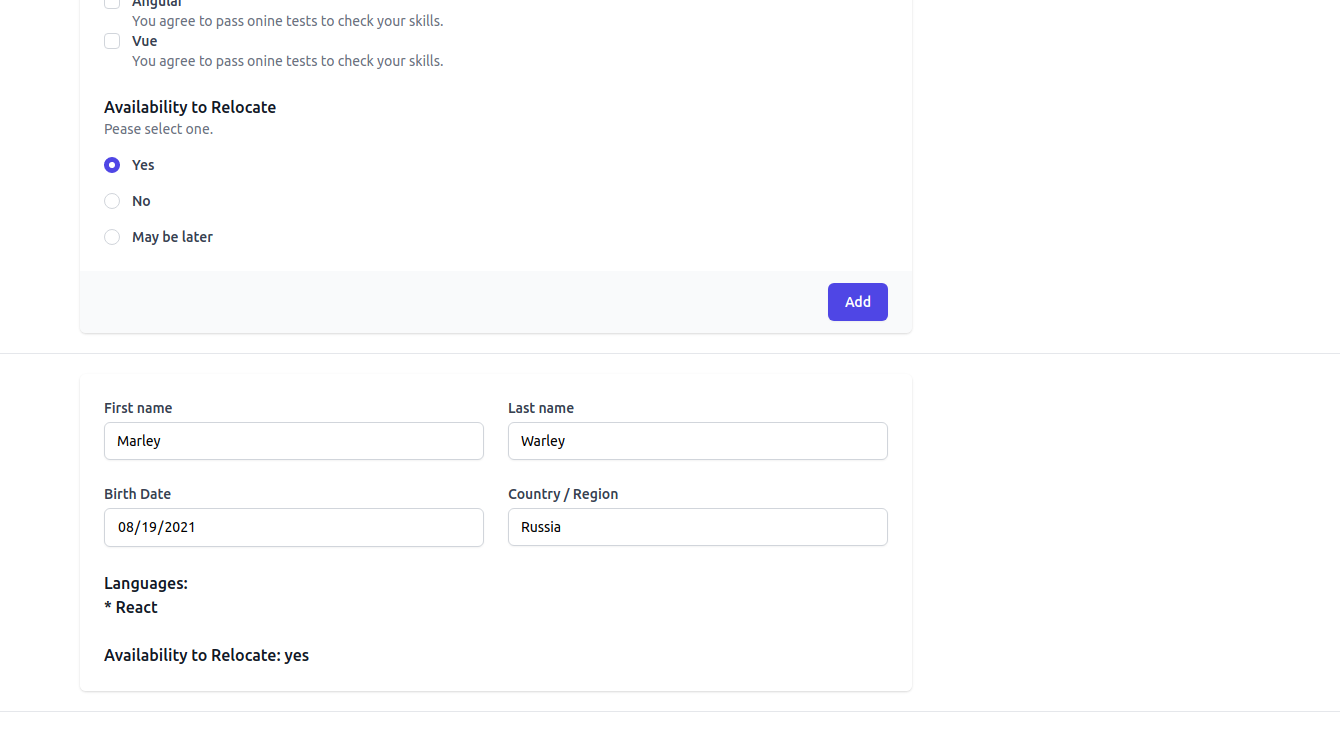 Angular
You agree to pass onine tests to check your skills.
Vue
You agree to pass onine tests to check your skills.
Availability to Relocate
Pease select one.
Yes
No
May be later
Add
First name
Last name
Marley
Warley
Birth Date
Country / Region
08/19/2021
Russia
Languages:
* React
Availability to Relocate: yes